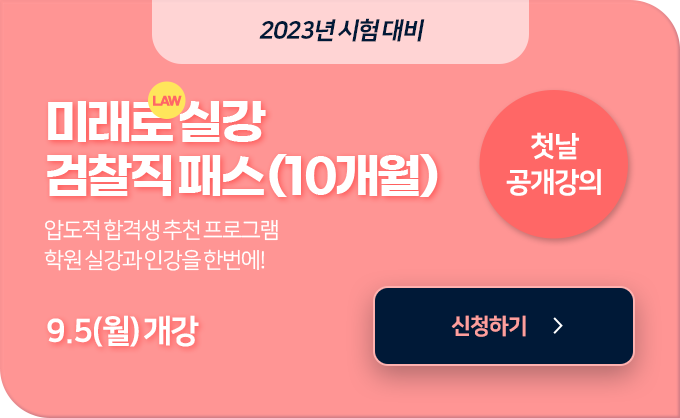 2023년 시험 대비
LAW
미래로 실강
검찰직 패스(10개월)
압도적 합격생 추천 프로그램
학원 실강과 인강을 한번에!
첫날
공개강의
9.5(월) 개강
신청하기